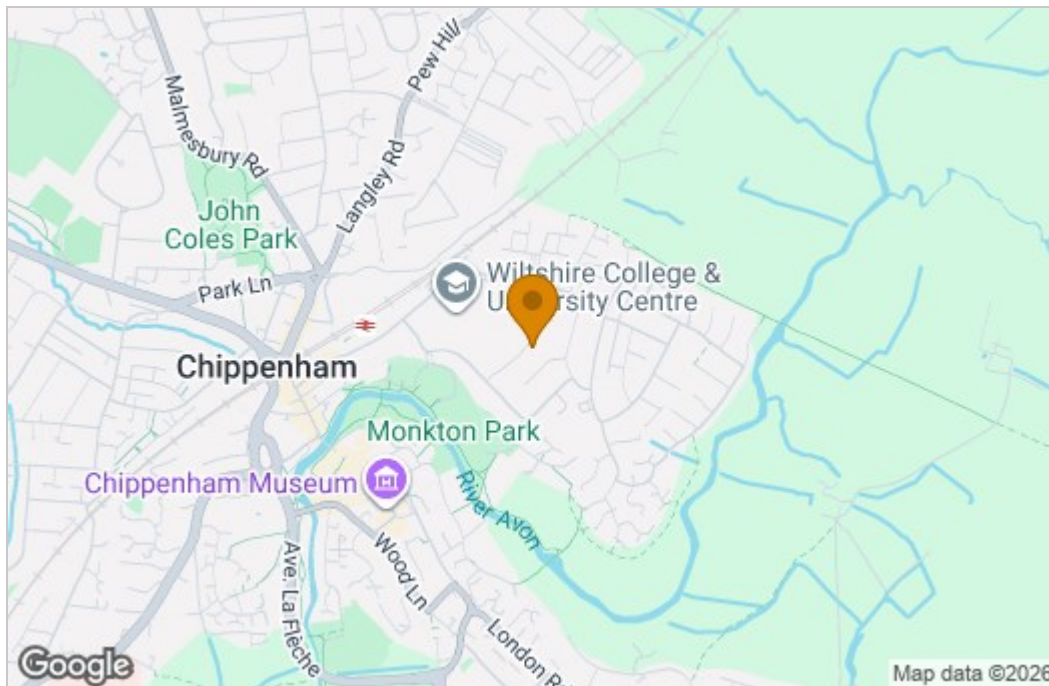 Pew Hill
Malmesbury Rd
Langley Rd
John
Coles Park
Park Ln
Wiltshire College &
University Centre
Chippenham
Monkton Park
Chippenham Museum
River Avon
Wood Ln
Ave. La Flèche
London Rd
Google
Map data ©2026